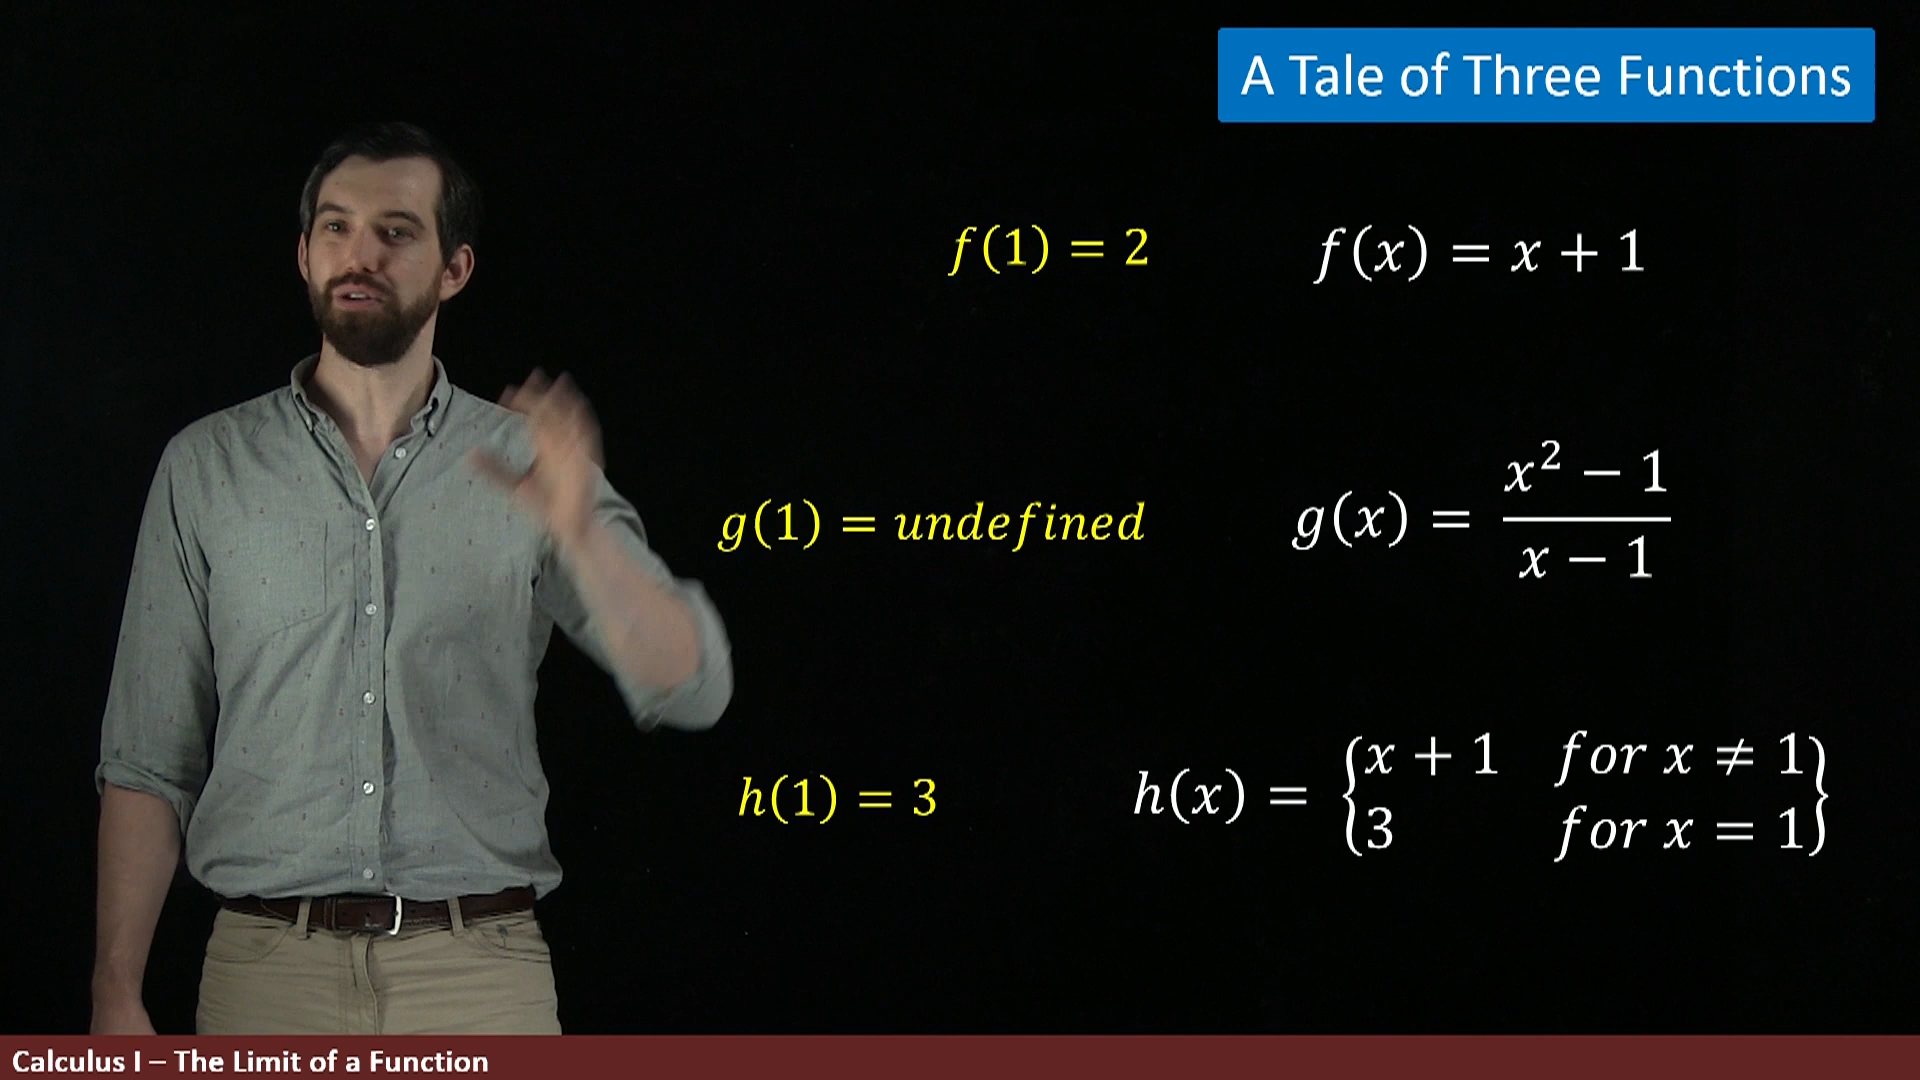 A Tale of Three Functions
f(1) = 2
f(x) = x + 1
g(1) = undefined
g(x) = \frac{x^2 − 1}{x − 1}
h(1) = 3
h(x) = {x + 1 for x ≠ 1
3 for x = 1}
Calculus I – The Limit of a Function